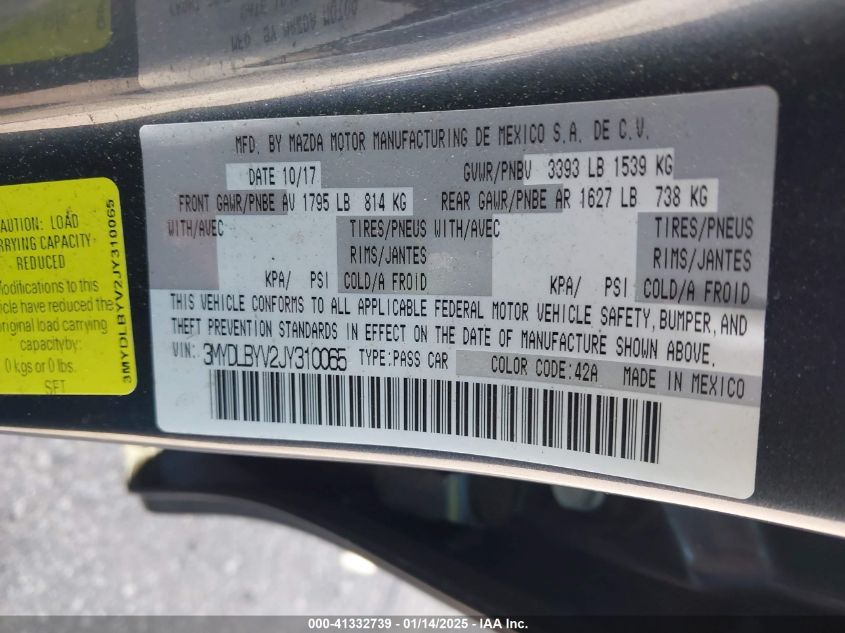 MFD. BY MAZDA MOTOR MANUFACTURING DE MEXICO S.A. DE C.V.
DATE 10/17 GVWR/PNBV 3393 LB 1539 KG
FRONT GAWR/PNBE AV 1795 LB 814 KG REAR GAWR/PNBE AR 1627 LB 738 KG
WITH/AVEC TIRES/PNEUS WITH/AVEC TIRES/PNEUS
RIMS/JANTES RIMS/JANTES
KPA/ PSI COLD/A FROID KPA/ PSI COLD/A FROID
THIS VEHICLE CONFORMS TO ALL APPLICABLE FEDERAL MOTOR VEHICLE SAFETY, BUMPER, AND
THEFT PREVENTION STANDARDS IN EFFECT ON THE DATE OF MANUFACTURE SHOWN ABOVE.
VIN: 3MYDLBYV2JY310065 TYPE:PASS CAR COLOR CODE:42A MADE IN MEXICO
CAUTION: LOAD
CARRYING CAPACITY
REDUCED
Modifications to this
vehicle have reduced the
original load carrying
capacity by:
0 kgs or 0 lbs.
SET
3MYDLBYV2JY310065
000-41332739 - 01/14/2025 - IAA Inc.